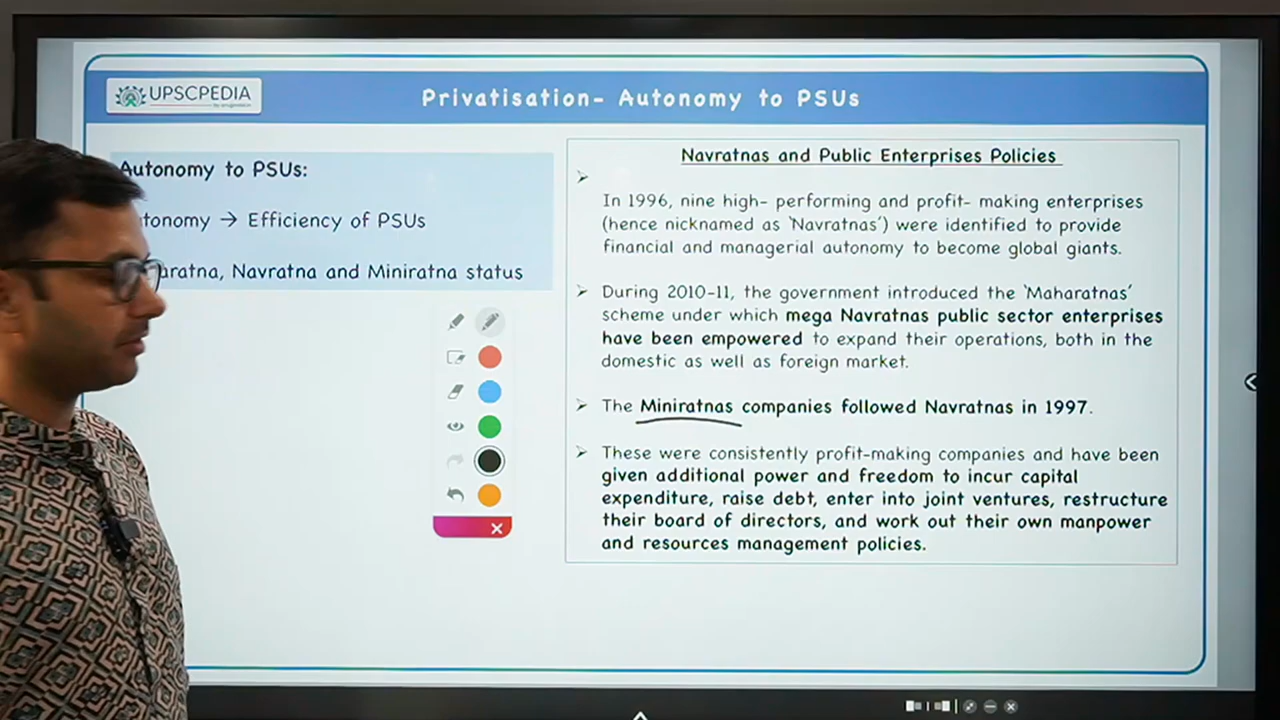 UPSCPEDIA
Privatisation- Autonomy to PSUs
Autonomy to PSUs:
tonomy → Efficiency of PSUs
aratna, Navratna and Miniratna status
Navratnas and Public Enterprises Policies
In 1996, nine high- performing and profit- making enterprises
(hence nicknamed as 'Navratnas') were identified to provide
financial and managerial autonomy to become global giants.
During 2010-11, the government introduced the 'Maharatnas'
scheme under which mega Navratnas public sector enterprises
have been empowered to expand their operations, both in the
domestic as well as foreign market.
The Miniratnas companies followed Navratnas in 1997.
These were consistently profit-making companies and have been
given additional power and freedom to incur capital
expenditure, raise debt, enter into joint ventures, restructure
their board of directors, and work out their own manpower
and resources management policies.